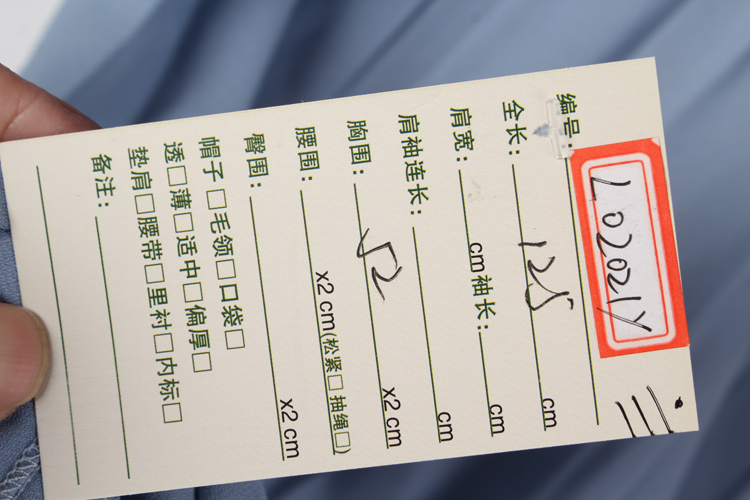 编号:
L02021Y
全长: 125 cm
肩宽: cm 袖长: cm
肩袖连长: cm
胸围: 52 x2 cm
腰围: x2 cm(松紧□ 抽绳□)
臀围: x2 cm
帽子□毛领□口袋□
透□薄□适中□偏厚□
垫肩□腰带□里衬□内标□
备注: